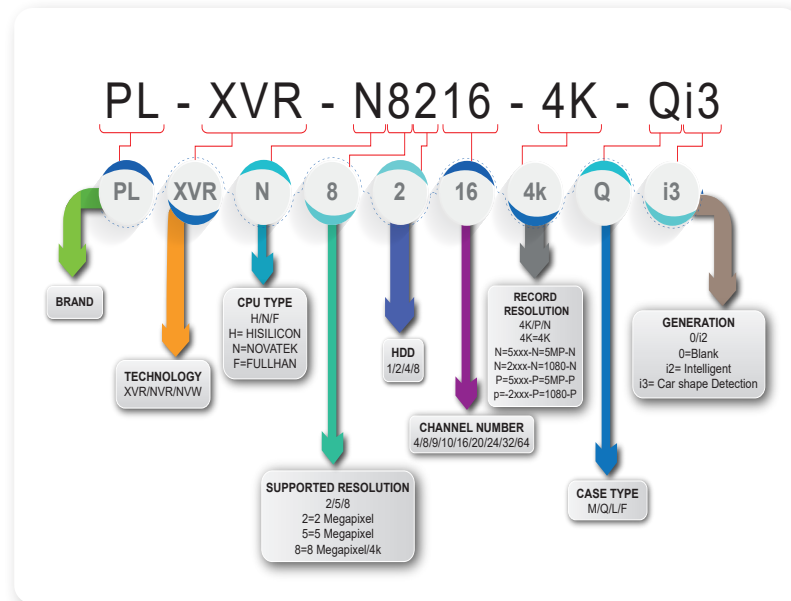 PL - XVR - N8216 - 4K - Qi3
PL
XVR
N
8
2
16
4k
Q
i3
BRAND
TECHNOLOGY
XVR/NVR/NVW
CPU TYPE
H/N/F
H= HISILICON
N=NOVATEK
F=FULLHAN
SUPPORTED RESOLUTION
2/5/8
2=2 Megapixel
5=5 Megapixel
8=8 Megapixel/4k
HDD
1/2/4/8
CHANNEL NUMBER
4/8/9/10/16/20/24/32/64
RECORD
RESOLUTION
4K/P/N
4K=4K
N=5xxx-N=5MP-N
N=2xxx-N=1080-N
P=5xxx-P=5MP-P
p=-2xxx-P=1080-P
CASE TYPE
M/Q/L/F
GENERATION
0/i2
0=Blank
i2= Intelligent
i3= Car shape Detection